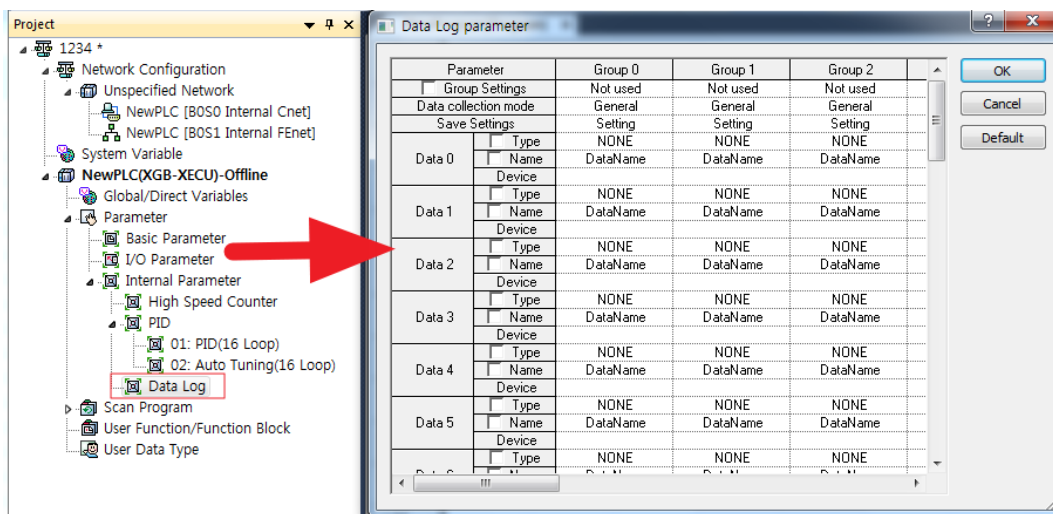 Project
1234 *
Network Configuration
Unspecified Network
NewPLC [B0S0 Internal Cnet]
NewPLC [B0S1 Internal FEnet]
System Variable
NewPLC(XGB-XECU)-Offline
Global/Direct Variables
Parameter
Basic Parameter
I/O Parameter
Internal Parameter
High Speed Counter
PID
01: PID(16 Loop)
02: Auto Tuning(16 Loop)
Data Log
Scan Program
User Function/Function Block
User Data Type
Data Log parameter
Parameter Group 0 Group 1 Group 2
Group Settings Not used Not used Not used
Data collection mode General General General
Save Settings Setting Setting Setting
Data 0 Type NONE NONE NONE
Name DataName DataName DataName
Device
Data 1 Type NONE NONE NONE
Name DataName DataName DataName
Device
Data 2 Type NONE NONE NONE
Name DataName DataName DataName
Device
Data 3 Type NONE NONE NONE
Name DataName DataName DataName
Device
Data 4 Type NONE NONE NONE
Name DataName DataName DataName
Device
Data 5 Type NONE NONE NONE
Name DataName DataName DataName
Device
Type NONE NONE NONE
OK
Cancel
Default